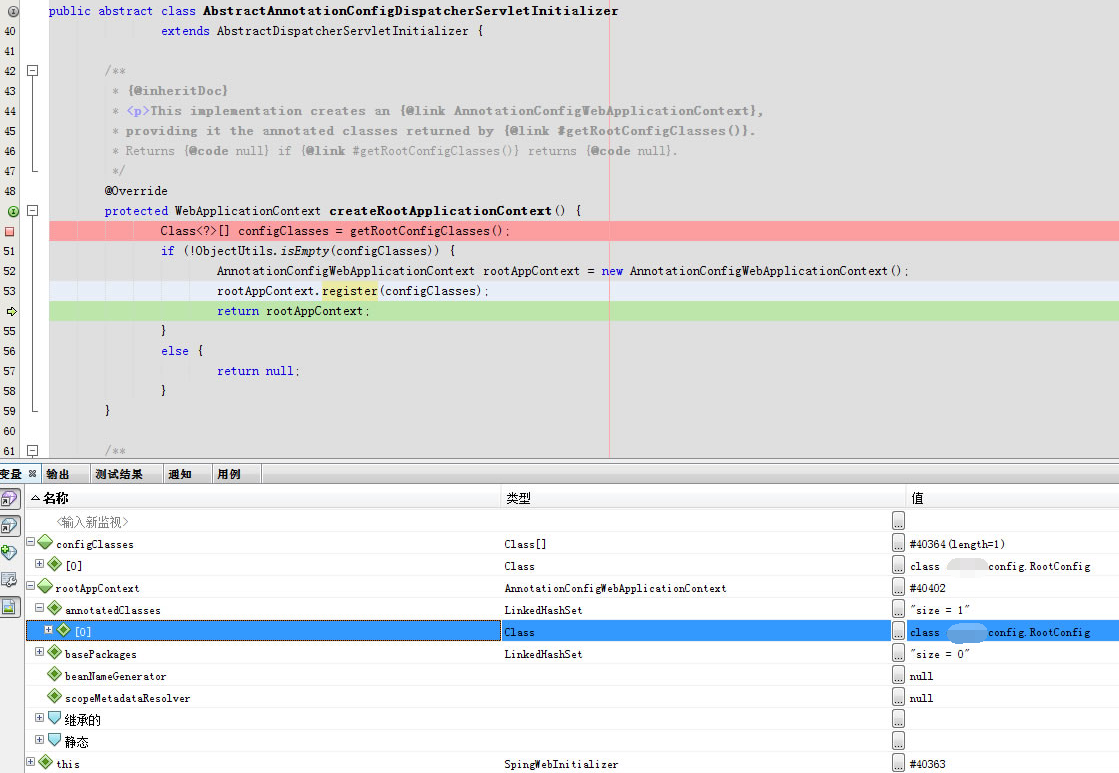 public abstract class AbstractAnnotationConfigDispatcherServletInitializer
40 extends AbstractDispatcherServletInitializer {
41
42 /**
43 * {@inheritDoc}
44 * <p>This implementation creates an {@link AnnotationConfigWebApplicationContext},
45 * providing it the annotated classes returned by {@link #getRootConfigClasses()}.
46 * Returns {@code null} if {@link #getRootConfigClasses()} returns {@code null}.
47 */
48 @Override
protected WebApplicationContext createRootApplicationContext() {
Class<?>[] configClasses = getRootConfigClasses();
51 if (!ObjectUtils.isEmpty(configClasses)) {
52 AnnotationConfigWebApplicationContext rootAppContext = new AnnotationConfigWebApplicationContext();
53 rootAppContext.register(configClasses);
return rootAppContext;
55 }
56 else {
57 return null;
58 }
59 }
60
61 /**
变量 输出 测试结果 通知 用例
名称 类型 值
<输入新监视> ...
configClasses Class[] ... #40364(length=1)
[0] Class ... class config.RootConfig
rootAppContext AnnotationConfigWebApplicationContext ... #40402
annotatedClasses LinkedHashSet ... "size = 1"
[0] Class ... class config.RootConfig
basePackages LinkedHashSet ... "size = 0"
beanNameGenerator ... null
scopeMetadataResolver ... null
继承的 ...
静态 ...
this SpingWebInitializer ... #40363